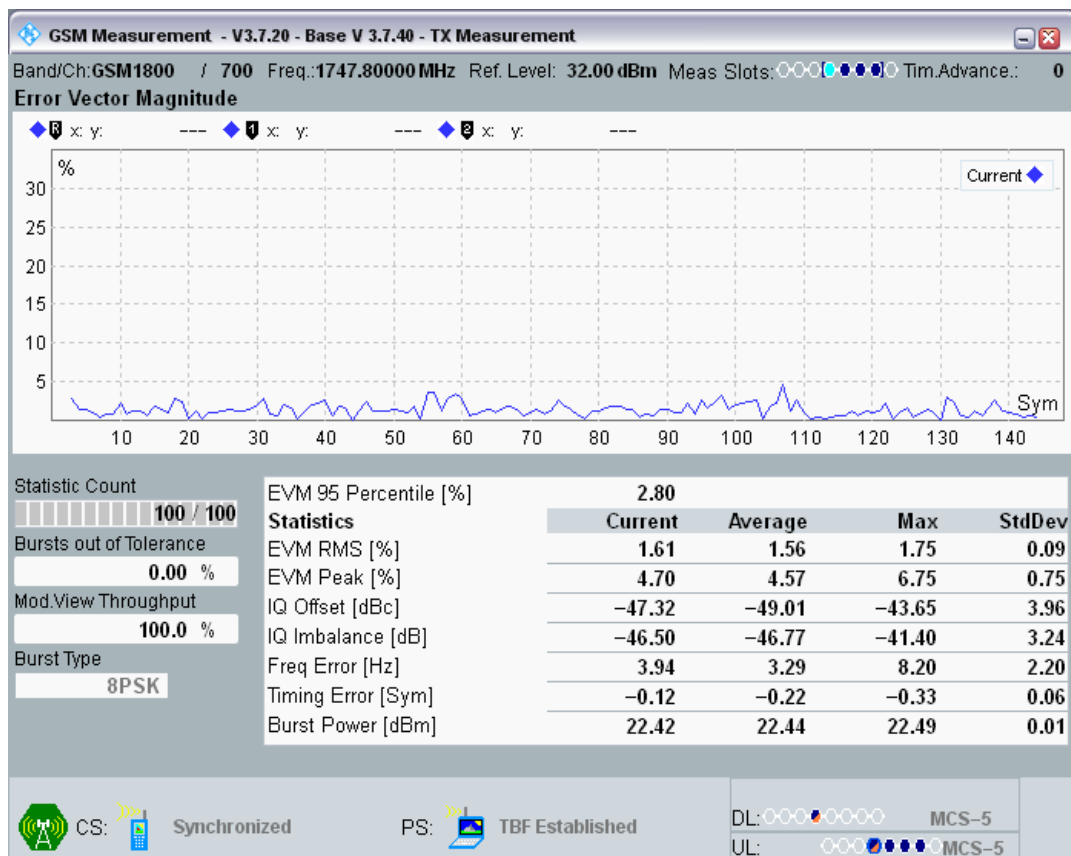 GSM Measurement - V3.7.20 - Base V 3.7.40 - TX Measurement
Band/Ch:GSM1800 / 700 Freq.:1747.80000 MHz Ref. Level: 32.00 dBm Meas Slots: Tim.Advance.: 0
Error Vector Magnitude
R x: y: --- 1 x: y: --- 2 x: y: ---
%
Current
30
25
20
15
10
5
Sym
10 20 30 40 50 60 70 80 90 100 110 120 130 140
Statistic Count
100 / 100
Bursts out of Tolerance
0.00 %
Mod.View Throughput
100.0 %
Burst Type
8PSK
EVM 95 Percentile [%] 2.80
Statistics Current Average Max StdDev
EVM RMS [%] 1.61 1.56 1.75 0.09
EVM Peak [%] 4.70 4.57 6.75 0.75
IQ Offset [dBc] −47.32 −49.01 −43.65 3.96
IQ Imbalance [dB] −46.50 −46.77 −41.40 3.24
Freq Error [Hz] 3.94 3.29 8.20 2.20
Timing Error [Sym] −0.12 −0.22 −0.33 0.06
Burst Power [dBm] 22.42 22.44 22.49 0.01
CS: Synchronized PS: TBF Established
DL: MCS−5
UL: MCS−5